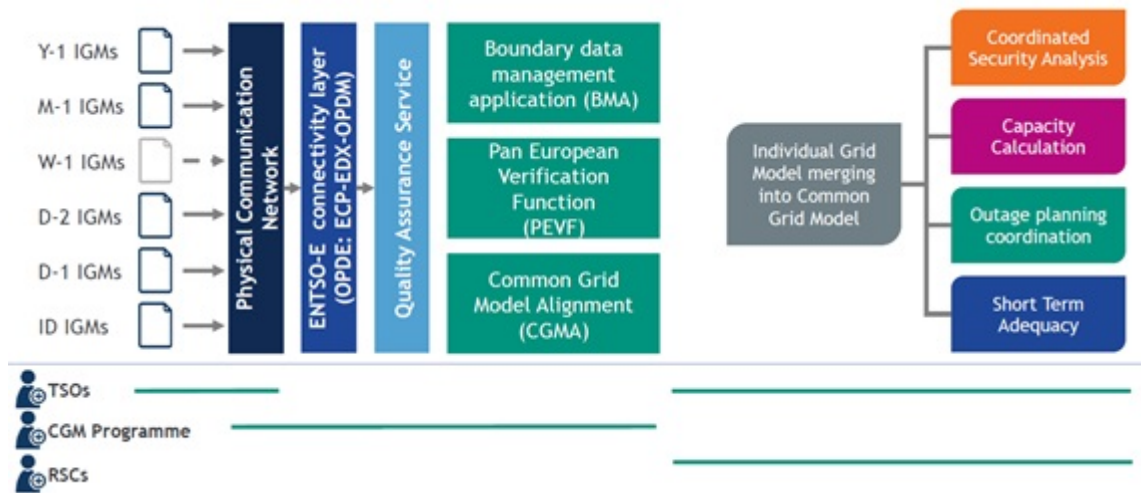 Y-1 IGMs
M-1 IGMs
W-1 IGMs
D-2 IGMs
D-1 IGMs
ID IGMs
Physical Communication
Network
ENTSO-E connectivity layer
(OPDE: ECP-EDX-OPDM)
Quality Assurance Service
Boundary data
management
application (BMA)
Pan European
Verification
Function
(PEVF)
Common Grid
Model Alignment
(CGMA)
Individual Grid
Model merging
into Common
Grid Model
Coordinated
Security Analysis
Capacity
Calculation
Outage planning
coordination
Short Term
Adequacy
TSOs
CGM Programme
RSCs